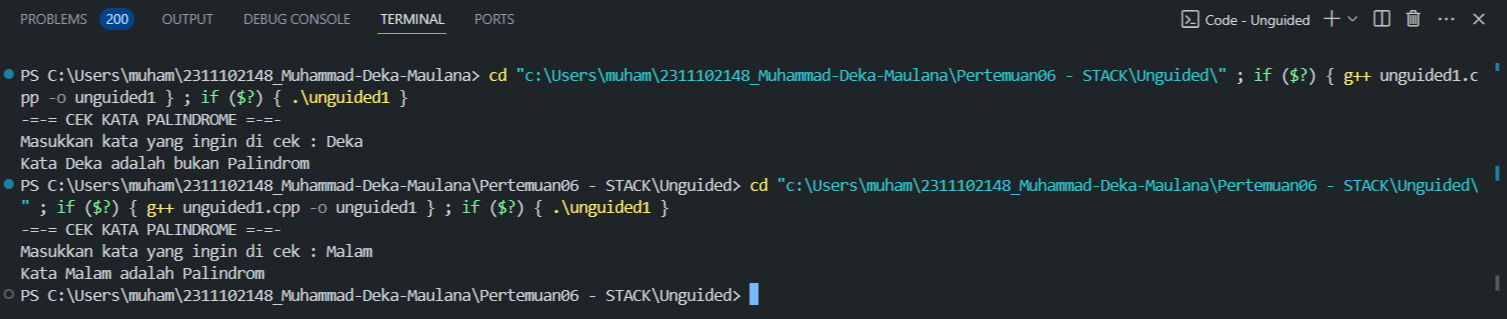 PROBLEMS 200 OUTPUT DEBUG CONSOLE TERMINAL PORTS Code - Unguided
PS C:\Users\muham\2311102148_Muhammad-Deka-Maulana> cd "c:\Users\muham\2311102148_Muhammad-Deka-Maulana\Pertemuan06 - STACK\Unguided\" ; if ($?) { g++ unguided1.c
pp -o unguided1 } ; if ($?) { .\unguided1 }
-=-= CEK KATA PALINDROME =-=-
Masukkan kata yang ingin di cek : Deka
Kata Deka adalah bukan Palindrom
PS C:\Users\muham\2311102148_Muhammad-Deka-Maulana\Pertemuan06 - STACK\Unguided> cd "c:\Users\muham\2311102148_Muhammad-Deka-Maulana\Pertemuan06 - STACK\Unguided\
" ; if ($?) { g++ unguided1.cpp -o unguided1 } ; if ($?) { .\unguided1 }
-=-= CEK KATA PALINDROME =-=-
Masukkan kata yang ingin di cek : Malam
Kata Malam adalah Palindrom
PS C:\Users\muham\2311102148_Muhammad-Deka-Maulana\Pertemuan06 - STACK\Unguided>